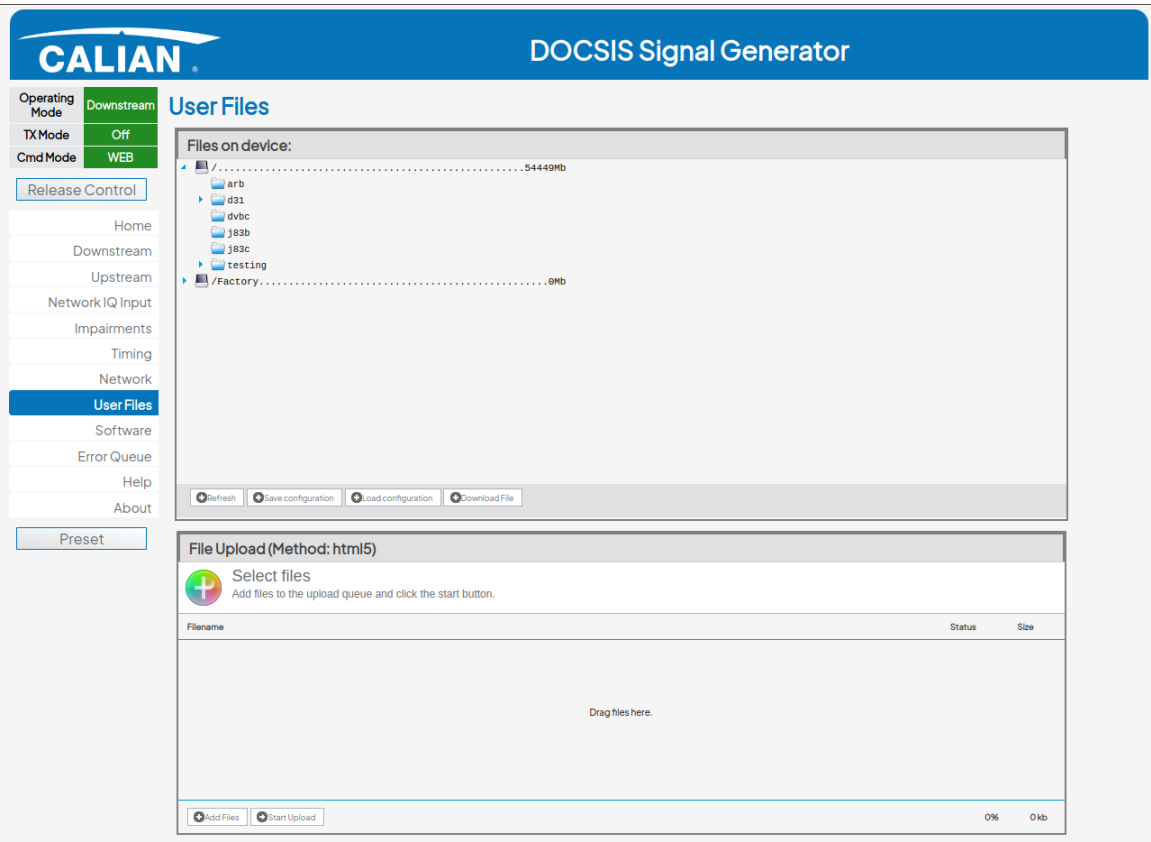 CALIAN®
DOCSIS Signal Generator
Operating Mode
Downstream
TX Mode
Off
Cmd Mode
WEB
Release Control
Home
Downstream
Upstream
Network IQ Input
Impairments
Timing
Network
User Files
Software
Error Queue
Help
About
Preset
User Files
Files on device:
/....................................................54449Mb
arb
d31
dvbc
j83b
j83c
testing
/Factory.................................................0Mb
Refresh
Save configuration
Load configuration
Download File
File Upload (Method: html5)
Select files
Add files to the upload queue and click the start button.
Filename Status Size
Drag files here.
Add Files
Start Upload
0% 0 kb